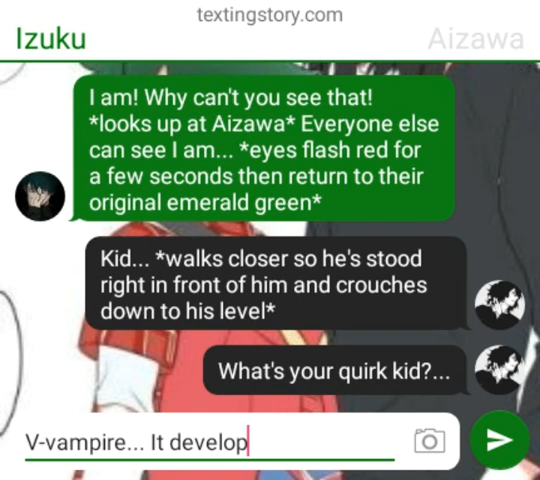 textingstory.com
Izuku
Aizawa
I am! Why can't you see that!
*looks up at Aizawa* Everyone else
can see I am... *eyes flash red for
a few seconds then return to their
original emerald green*
Kid... *walks closer so he's stood
right in front of him and crouches
down to his level*
What's your quirk kid?...
V-vampire... It develop